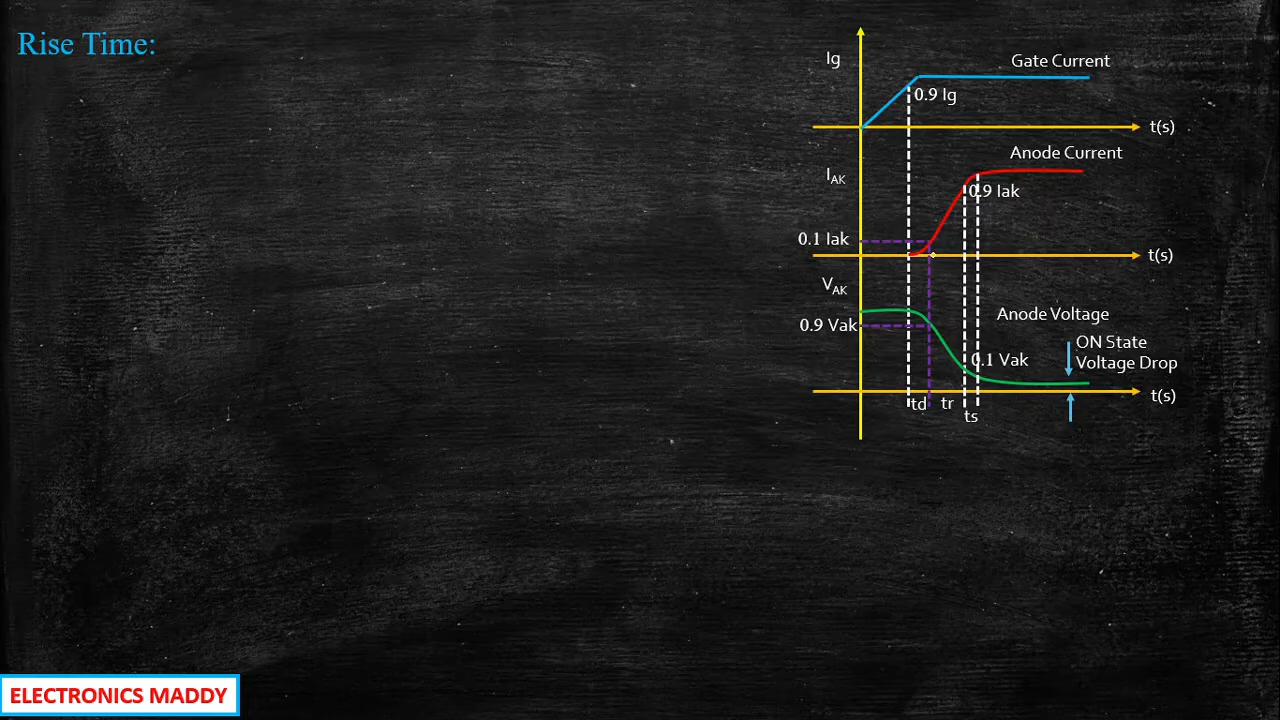 Rise Time:
Ig
Gate Current
0.9 Ig
t(s)
Anode Current
IAK
0.9 Iak
0.1 Iak
t(s)
VAK
Anode Voltage
0.9 Vak
ON State
Voltage Drop
0.1 Vak
t(s)
td
tr
ts
ELECTRONICS MADDY